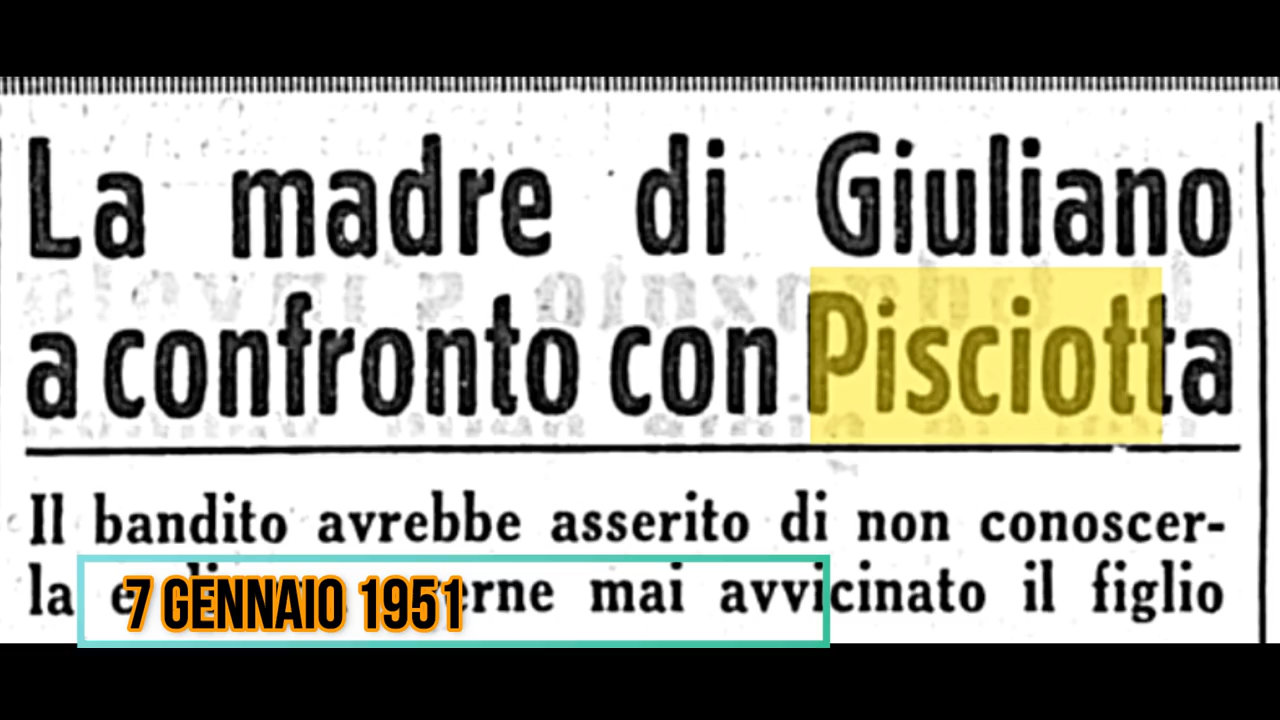 La madre di Giuliano
a confronto con Pisciotta
Il bandito avrebbe asserito di non conoscer-
la e mai avvicinato il figlio
7 GENNAIO 1951